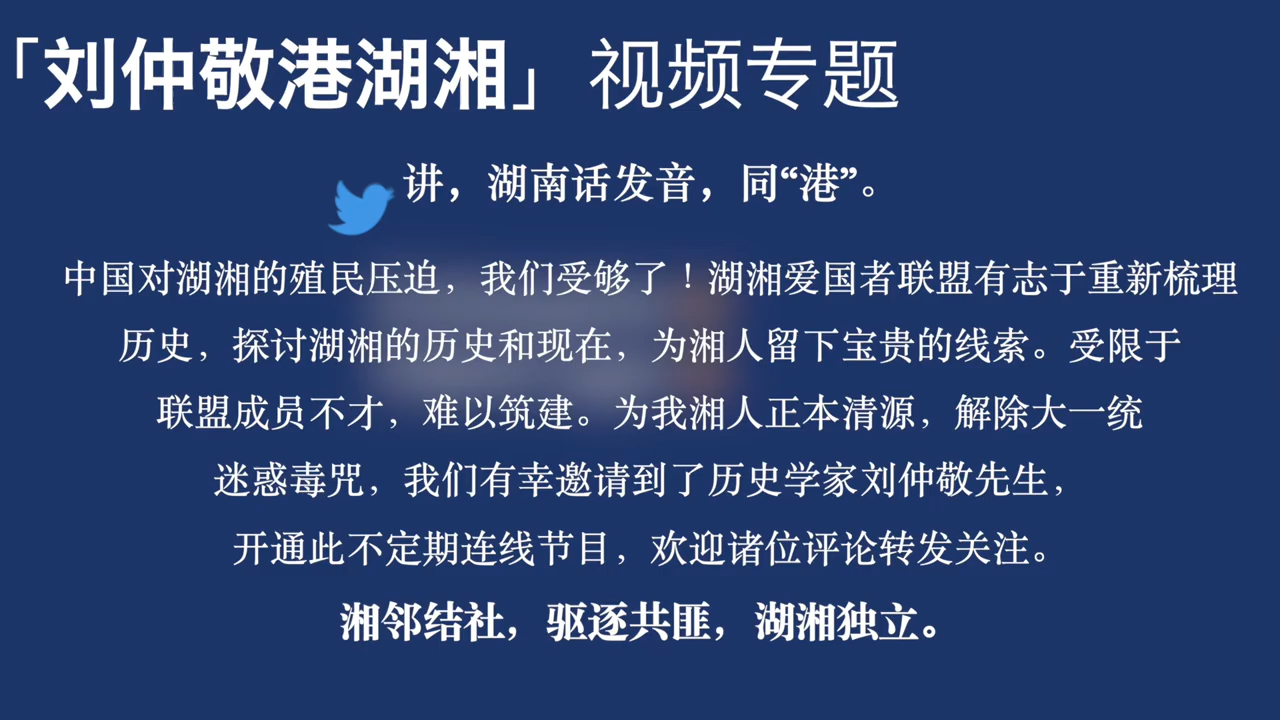 「刘仲敬港湖湘」视频专题
讲，湖南话发音，同“港”。
中国对湖湘的殖民压迫，我们受够了！湖湘爱国者联盟有志于重新梳理
历史，探讨湖湘的历史和现在，为湘人留下宝贵的线索。受限于
联盟成员不才，难以筑建。为我湘人正本清源，解除大一统
迷惑毒咒，我们有幸邀请到了历史学家刘仲敬先生，
开通此不定期连线节目，欢迎诸位评论转发关注。
湘邻结社，驱逐共匪，湖湘独立。